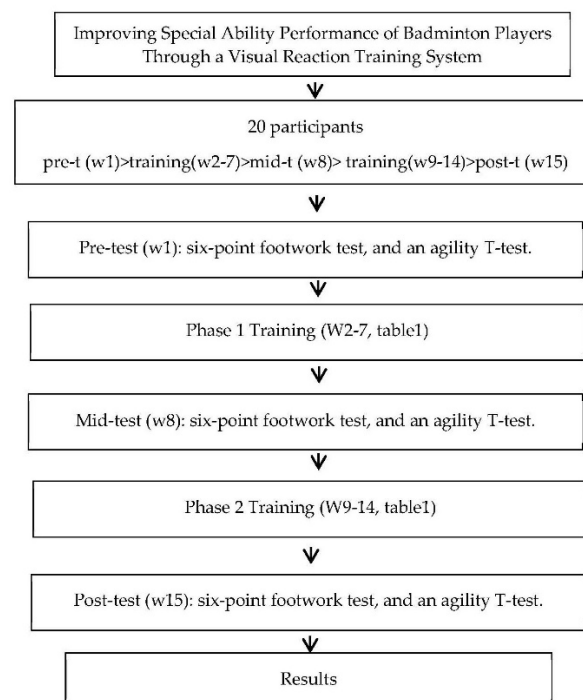 Improving Special Ability Performance of Badminton Players
Through a Visual Reaction Training System
20 participants
pre-t (w1)>training(w2-7)>mid-t (w8)> training(w9-14)>post-t (w15)
Pre-test (w1): six-point footwork test, and an agility T-test.
Phase 1 Training (W2-7, table1)
Mid-test (w8): six-point footwork test, and an agility T-test.
Phase 2 Training (W9-14, table1)
Post-test (w15): six-point footwork test, and an agility T-test.
Results